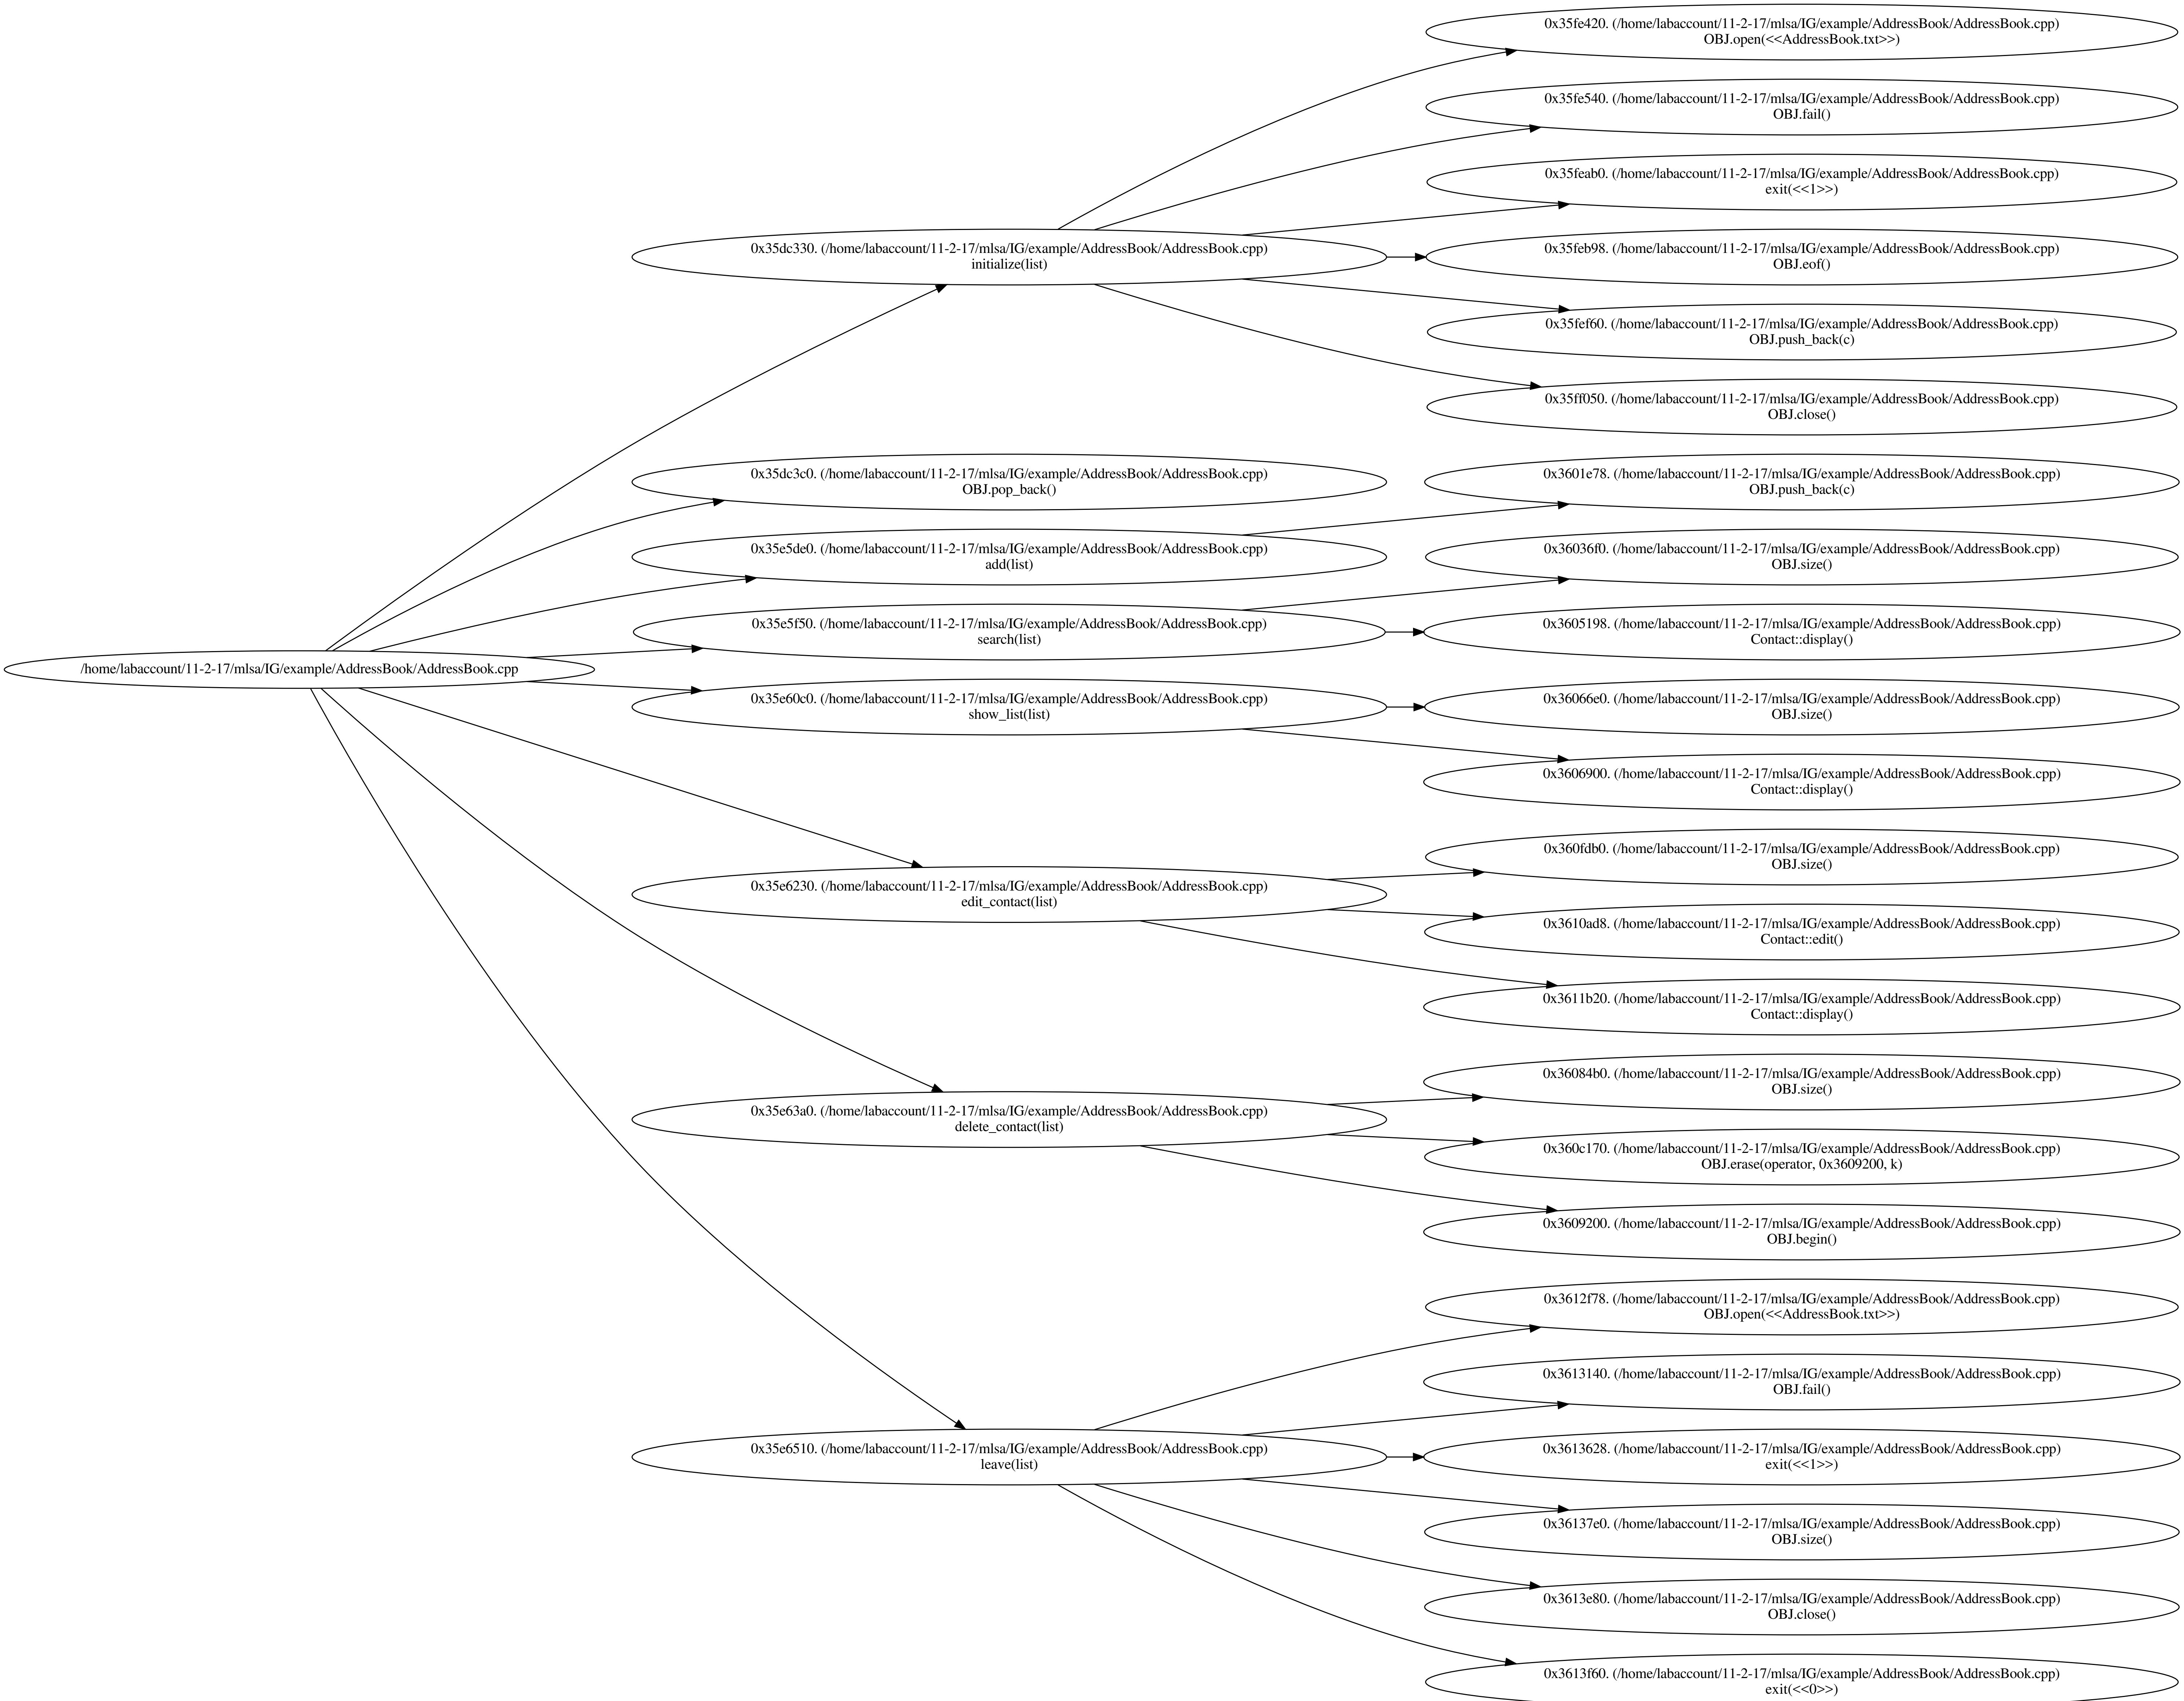 /home/labaccount/11-2-17/mlsa/IG/example/AddressBook/AddressBook.cpp
0x35dc330. (/home/labaccount/11-2-17/mlsa/IG/example/AddressBook/AddressBook.cpp)
initialize(list)
0x35dc3c0. (/home/labaccount/11-2-17/mlsa/IG/example/AddressBook/AddressBook.cpp)
OBJ.pop_back()
0x35e5de0. (/home/labaccount/11-2-17/mlsa/IG/example/AddressBook/AddressBook.cpp)
add(list)
0x35e5f50. (/home/labaccount/11-2-17/mlsa/IG/example/AddressBook/AddressBook.cpp)
search(list)
0x35e60c0. (/home/labaccount/11-2-17/mlsa/IG/example/AddressBook/AddressBook.cpp)
show_list(list)
0x35e6230. (/home/labaccount/11-2-17/mlsa/IG/example/AddressBook/AddressBook.cpp)
edit_contact(list)
0x35e63a0. (/home/labaccount/11-2-17/mlsa/IG/example/AddressBook/AddressBook.cpp)
delete_contact(list)
0x35e6510. (/home/labaccount/11-2-17/mlsa/IG/example/AddressBook/AddressBook.cpp)
leave(list)
0x35fe420. (/home/labaccount/11-2-17/mlsa/IG/example/AddressBook/AddressBook.cpp)
OBJ.open(<<AddressBook.txt>>)
0x35fe540. (/home/labaccount/11-2-17/mlsa/IG/example/AddressBook/AddressBook.cpp)
OBJ.fail()
0x35feab0. (/home/labaccount/11-2-17/mlsa/IG/example/AddressBook/AddressBook.cpp)
exit(<<1>>)
0x35feb98. (/home/labaccount/11-2-17/mlsa/IG/example/AddressBook/AddressBook.cpp)
OBJ.eof()
0x35fef60. (/home/labaccount/11-2-17/mlsa/IG/example/AddressBook/AddressBook.cpp)
OBJ.push_back(c)
0x35ff050. (/home/labaccount/11-2-17/mlsa/IG/example/AddressBook/AddressBook.cpp)
OBJ.close()
0x3601e78. (/home/labaccount/11-2-17/mlsa/IG/example/AddressBook/AddressBook.cpp)
OBJ.push_back(c)
0x36036f0. (/home/labaccount/11-2-17/mlsa/IG/example/AddressBook/AddressBook.cpp)
OBJ.size()
0x3605198. (/home/labaccount/11-2-17/mlsa/IG/example/AddressBook/AddressBook.cpp)
Contact::display()
0x36066e0. (/home/labaccount/11-2-17/mlsa/IG/example/AddressBook/AddressBook.cpp)
OBJ.size()
0x3606900. (/home/labaccount/11-2-17/mlsa/IG/example/AddressBook/AddressBook.cpp)
Contact::display()
0x360fdb0. (/home/labaccount/11-2-17/mlsa/IG/example/AddressBook/AddressBook.cpp)
OBJ.size()
0x3610ad8. (/home/labaccount/11-2-17/mlsa/IG/example/AddressBook/AddressBook.cpp)
Contact::edit()
0x3611b20. (/home/labaccount/11-2-17/mlsa/IG/example/AddressBook/AddressBook.cpp)
Contact::display()
0x36084b0. (/home/labaccount/11-2-17/mlsa/IG/example/AddressBook/AddressBook.cpp)
OBJ.size()
0x360c170. (/home/labaccount/11-2-17/mlsa/IG/example/AddressBook/AddressBook.cpp)
OBJ.erase(operator, 0x3609200, k)
0x3609200. (/home/labaccount/11-2-17/mlsa/IG/example/AddressBook/AddressBook.cpp)
OBJ.begin()
0x3612f78. (/home/labaccount/11-2-17/mlsa/IG/example/AddressBook/AddressBook.cpp)
OBJ.open(<<AddressBook.txt>>)
0x3613140. (/home/labaccount/11-2-17/mlsa/IG/example/AddressBook/AddressBook.cpp)
OBJ.fail()
0x3613628. (/home/labaccount/11-2-17/mlsa/IG/example/AddressBook/AddressBook.cpp)
exit(<<1>>)
0x36137e0. (/home/labaccount/11-2-17/mlsa/IG/example/AddressBook/AddressBook.cpp)
OBJ.size()
0x3613e80. (/home/labaccount/11-2-17/mlsa/IG/example/AddressBook/AddressBook.cpp)
OBJ.close()
0x3613f60. (/home/labaccount/11-2-17/mlsa/IG/example/AddressBook/AddressBook.cpp)
exit(<<0>>)